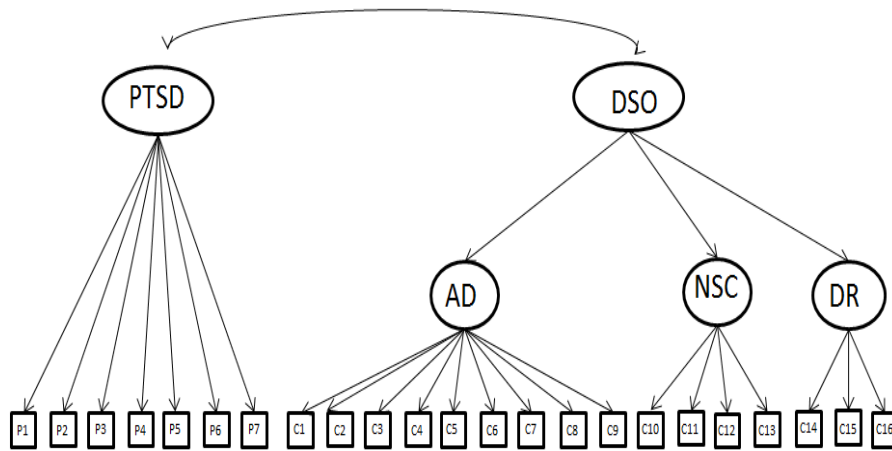 PTSD
DSO
AD
NSC
DR
P1 P2 P3 P4 P5 P6 P7 C1 C2 C3 C4 C5 C6 C7 C8 C9 C10 C11 C12 C13 C14 C15 C16